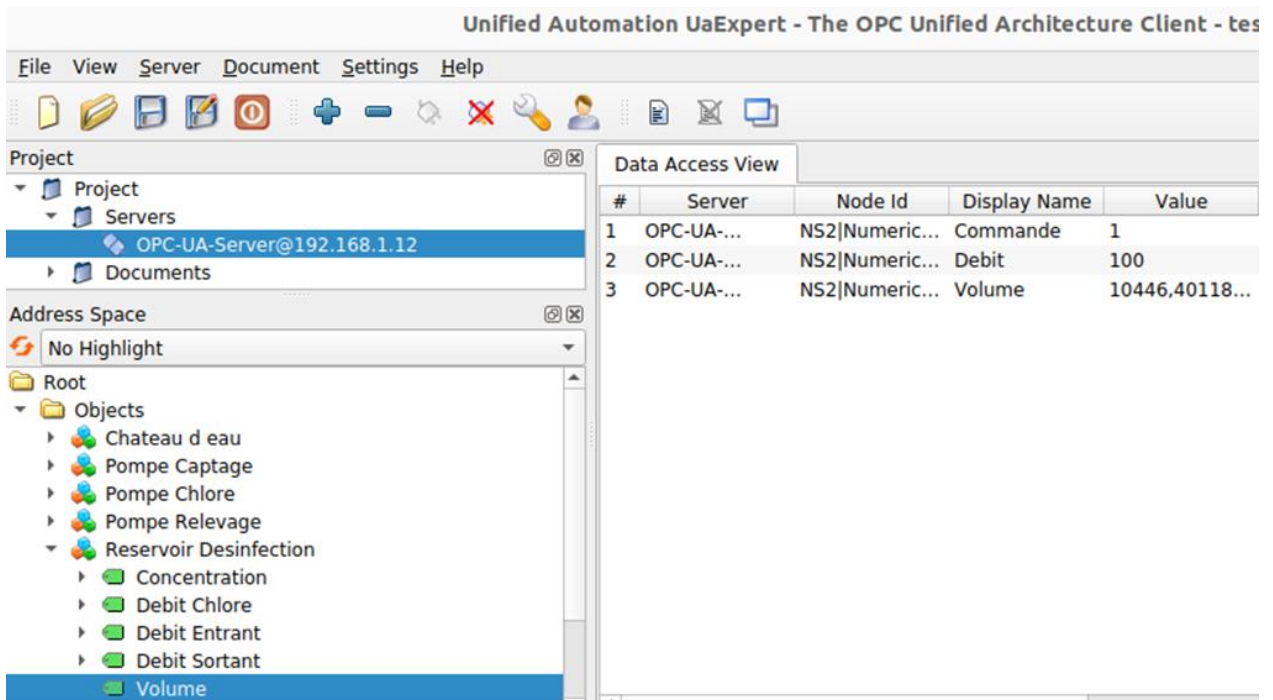 Unified Automation UaExpert - The OPC Unified Architecture Client - tes
File View Server Document Settings Help
Project
Project
Servers
OPC-UA-Server@192.168.1.12
Documents
Address Space
No Highlight
Root
Objects
Chateau d eau
Pompe Captage
Pompe Chlore
Pompe Relevage
Reservoir Desinfection
Concentration
Debit Chlore
Debit Entrant
Debit Sortant
Volume
Data Access View
# Server Node Id Display Name Value
1 OPC-UA-... NS2|Numeric... Commande 1
2 OPC-UA-... NS2|Numeric... Debit 100
3 OPC-UA-... NS2|Numeric... Volume 10446,40118...